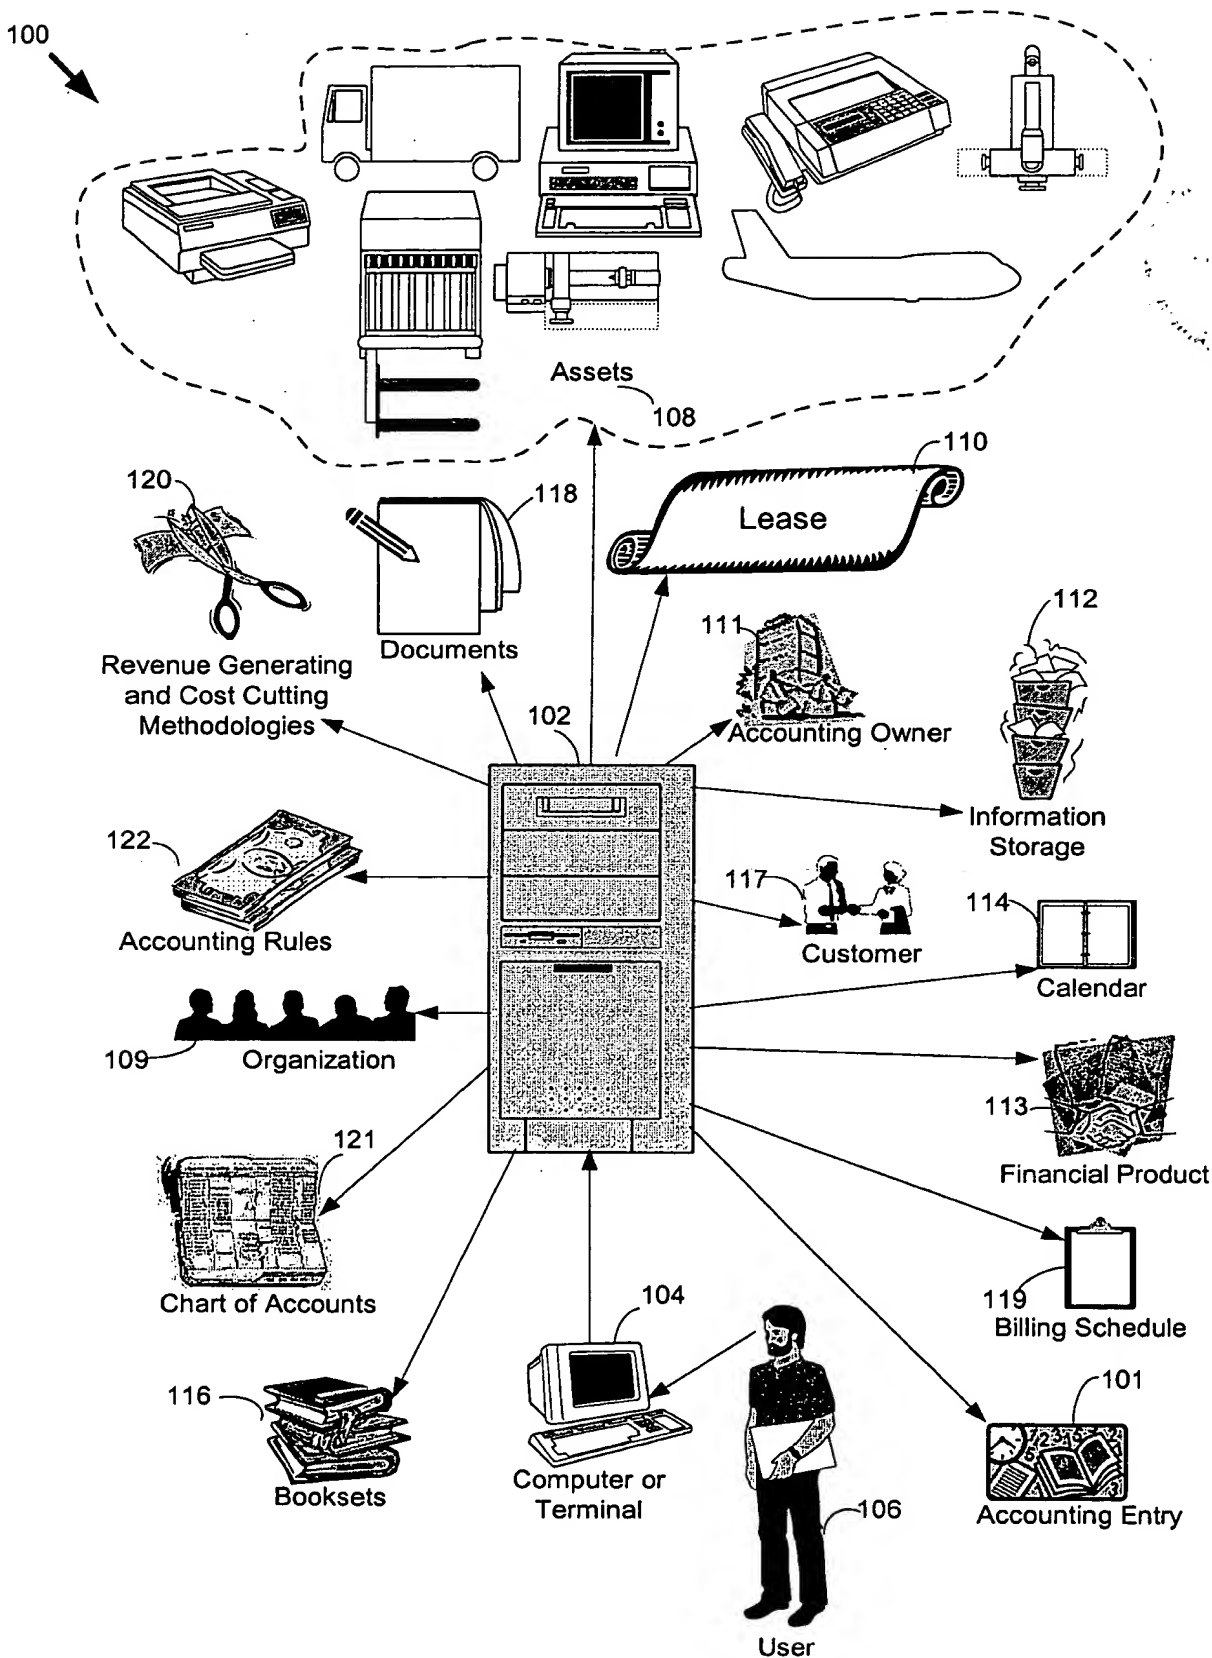 100
Assets
108
110
120
118
Lease
111
112
Documents
Revenue Generating
and Cost Cutting
Methodologies
102
Accounting Owner
Information
Storage
122
117
114
Accounting Rules
Customer
Calendar
109
Organization
113
121
Financial Product
Chart of Accounts
119
104
Billing Schedule
116
101
Computer or
Terminal
Booksets
106
Accounting Entry
User